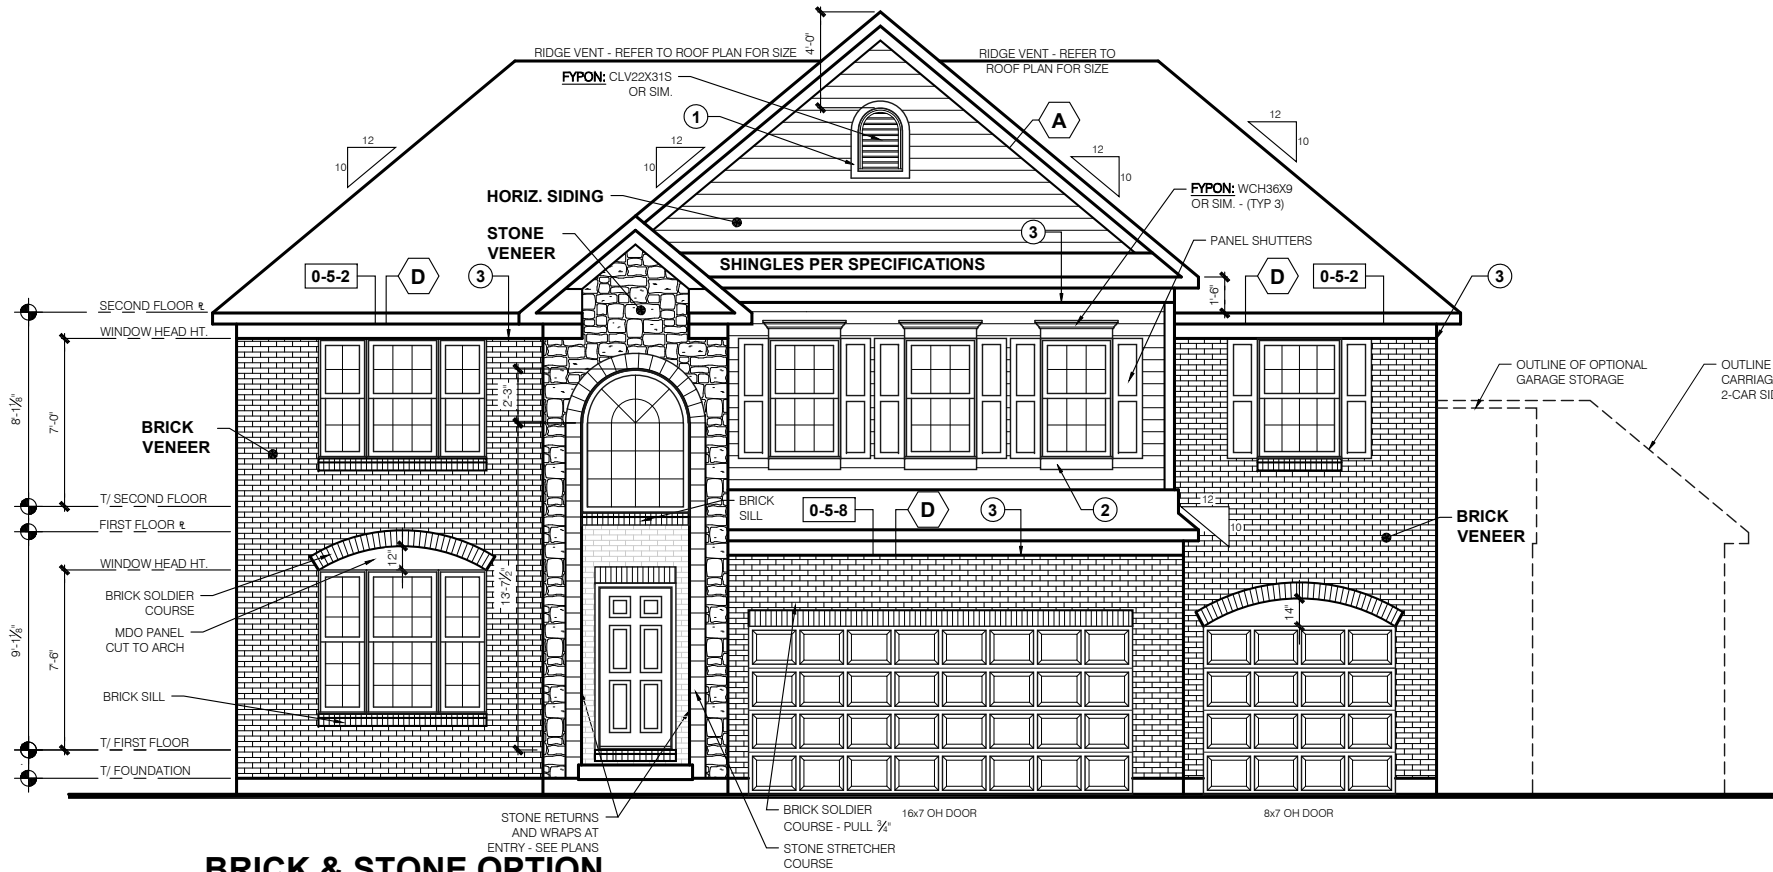 4'-0"
RIDGE VENT - REFER TO ROOF PLAN FOR SIZE
RIDGE VENT - REFER TO
ROOF PLAN FOR SIZE
FYPON: CLV22X31S
OR SIM.
1
A
12
10
12
10
12
10
12
10
HORIZ. SIDING
FYPON: WCH36X9
OR SIM. - (TYP 3)
STONE
VENEER
3
PANEL SHUTTERS
SHINGLES PER SPECIFICATIONS
0-5-2
D
3
D
0-5-2
3
1'-6"
SECOND FLOOR
WINDOW HEAD HT.
8'-1⅛"
7'-0"
2'-3"
OUTLINE OF OPTIONAL
GARAGE STORAGE
OUTLINE
CARRIAG
2-CAR SID
BRICK
VENEER
T/ SECOND FLOOR
FIRST FLOOR
BRICK
SILL
0-5-8
D
3
2
12
10
BRICK
VENEER
WINDOW HEAD HT.
12"
13'-7½"
14"
BRICK SOLDIER
COURSE
MDO PANEL
CUT TO ARCH
9'-1⅛"
7'-6"
BRICK SILL
T/ FIRST FLOOR
T/ FOUNDATION
STONE RETURNS
AND WRAPS AT
ENTRY - SEE PLANS
BRICK SOLDIER
COURSE - PULL ¾"
STONE STRETCHER
COURSE
16x7 OH DOOR
8x7 OH DOOR
BRICK & STONE OPTION